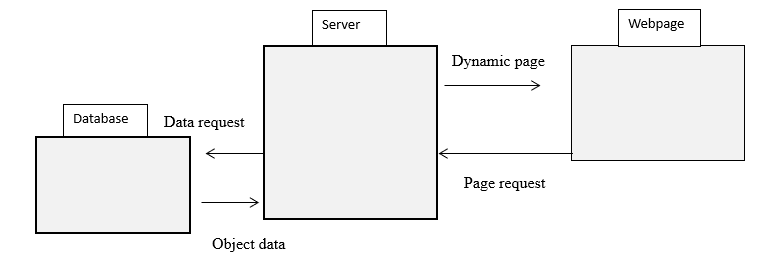 Server
Webpage
Dynamic page
Database
Data request
Page request
Object data